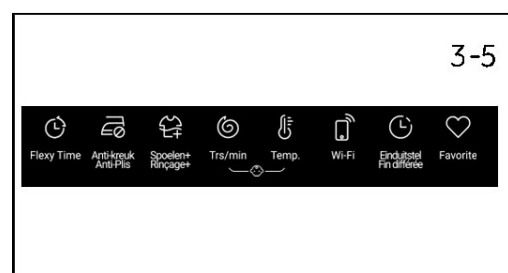 3-5
Flexy Time
Anti-kreuk
Anti-Plis
Spoelen+
Rinçage+
Trs/min
Temp.
Wi-Fi
Einduitstel
Fin différée
Favorite